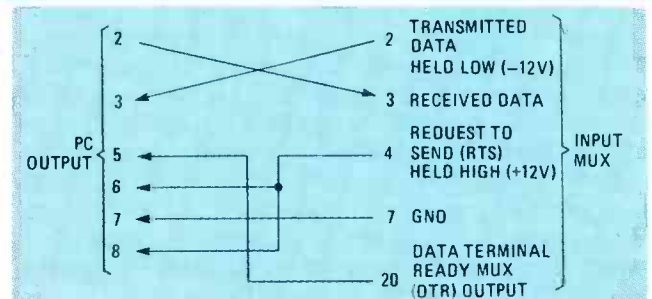 2
2 TRANSMITTED
DATA
HELD LOW (–12V)
3
3 RECEIVED DATA
PC
OUTPUT
5
4 REQUEST TO
SEND (RTS)
HELD HIGH (+12V)
INPUT
MUX
6
7
7 GND
8
20 DATA TERMINAL
READY MUX
(DTR) OUTPUT